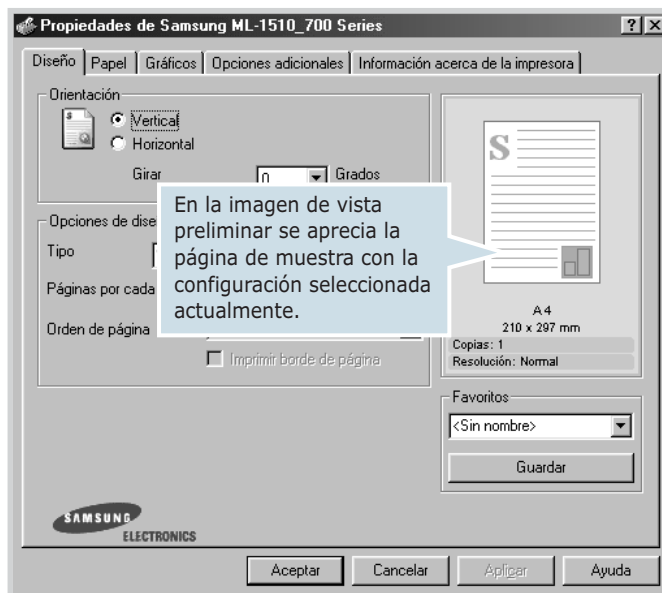 Propiedades de Samsung ML-1510_700 Series
Diseño Papel Gráficos Opciones adicionales Información acerca de la impresora
Orientación
Vertical
Horizontal
Girar 0 Grados
Opciones de dise
Tipo
Páginas por cada
Orden de página
Imprimir borde de página
En la imagen de vista
preliminar se aprecia la
página de muestra con la
configuración seleccionada
actualmente.
S
A4
210 x 297 mm
Copias: 1
Resolución: Normal
Favoritos
<Sin nombre>
Guardar
SAMSUNG
ELECTRONICS
Aceptar Cancelar Aplicar Ayuda